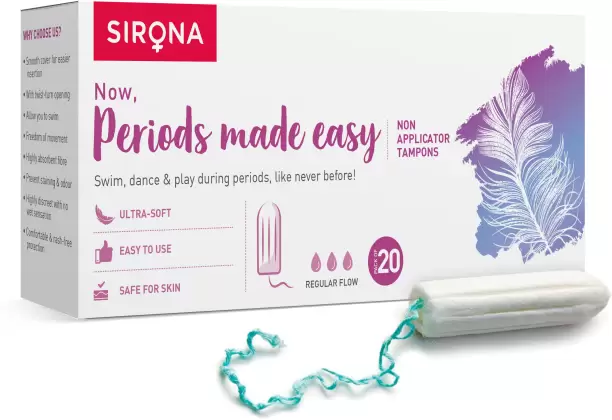 WHY CHOOSE US?
• Smooth cover for easier
insertion
• With twist-turn opening
• Allow you to swim
• Freedom of movement
• Highly absorbent fibre
• Prevent staining & odour
• Highly discreet with no
wet sensation
• Comfortable & rash-free
protection
SIRONA
Now,
Periods made easy
NON
APPLICATOR
TAMPONS
Swim, dance & play during periods, like never before!
ULTRA-SOFT
EASY TO USE
SAFE FOR SKIN
REGULAR FLOW
PACK OF
20